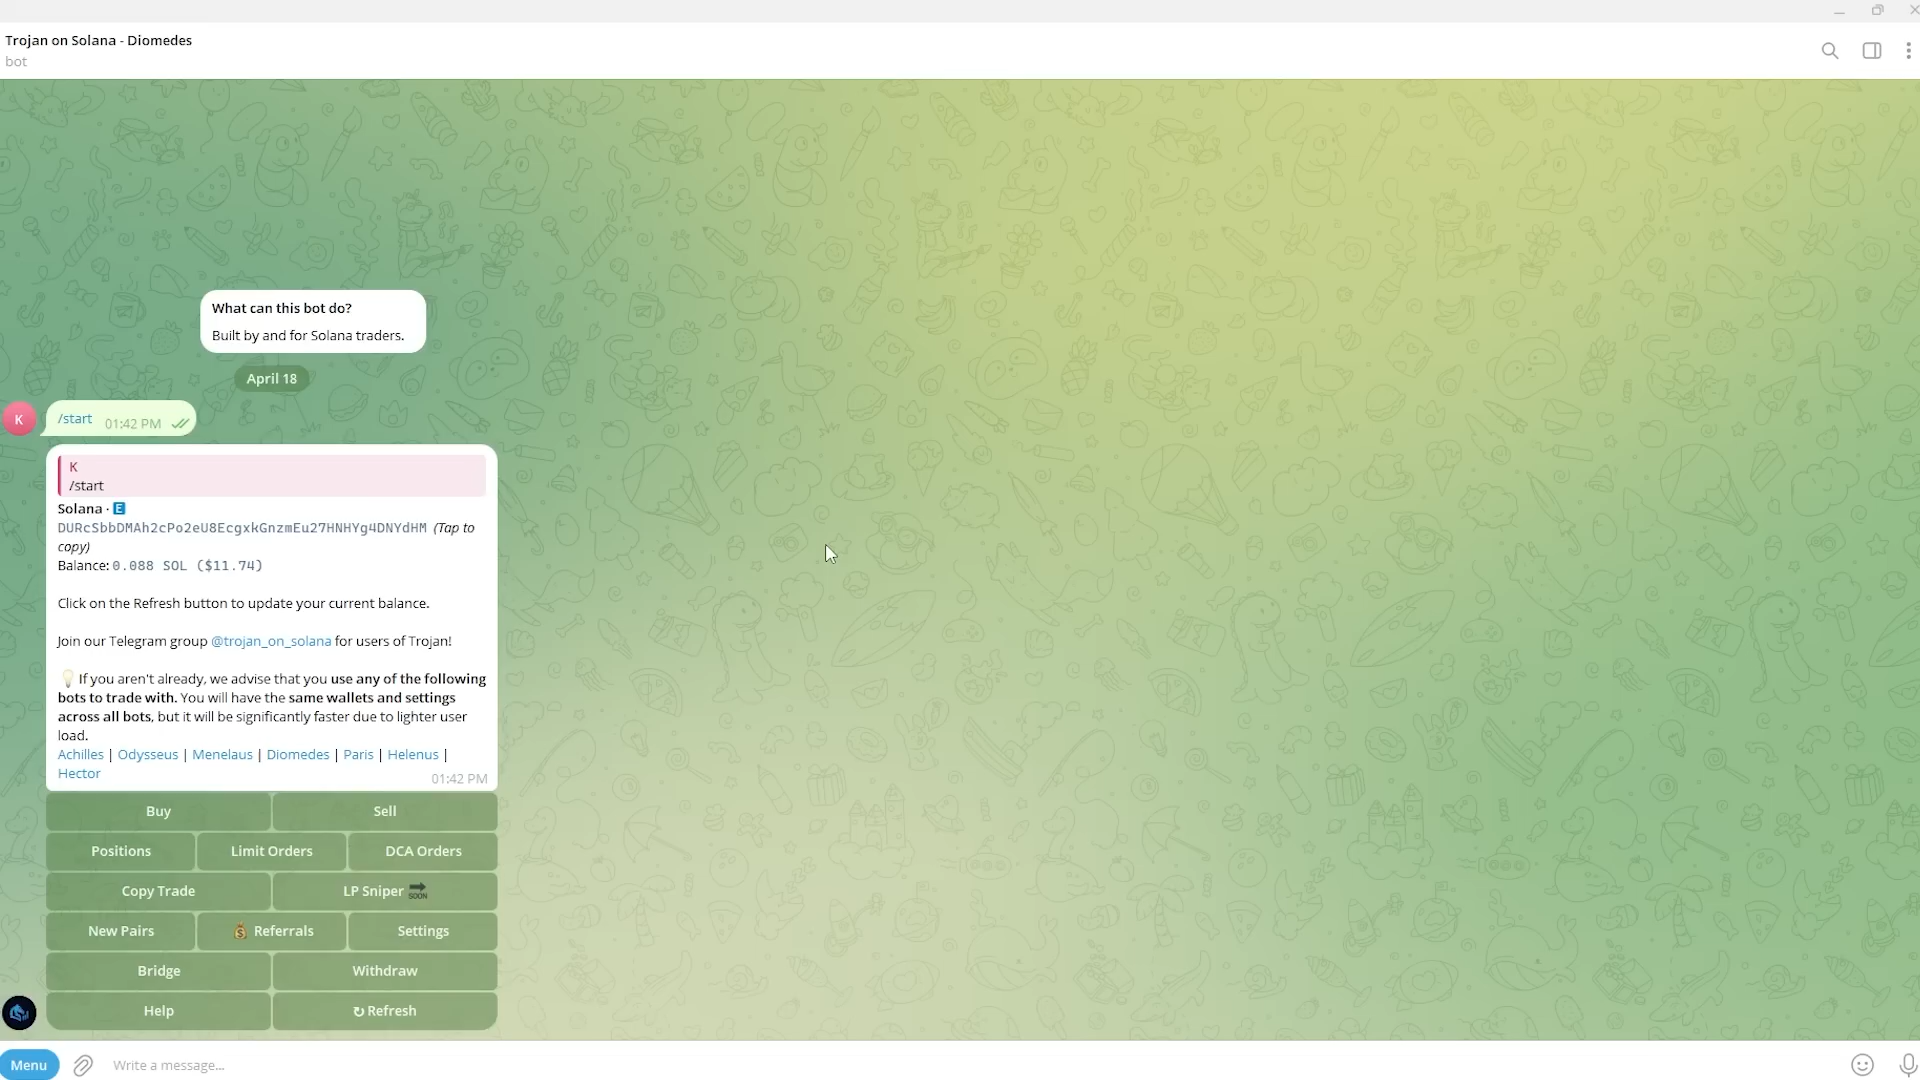 Trojan on Solana - Diomedes
bot
What can this bot do?
Built by and for Solana traders.
April 18
K
/start 01:42 PM
K
/start
Solana · E
DURcSbbDMAh2cPo2eU8EcgxkGnzmEu27HNHYg4DNYdHM (Tap to
copy)
Balance: 0.088 SOL ($11.74)
Click on the Refresh button to update your current balance.
Join our Telegram group @trojan_on_solana for users of Trojan!
💡 If you aren't already, we advise that you use any of the following
bots to trade with. You will have the same wallets and settings
across all bots, but it will be significantly faster due to lighter user
load.
Achilles | Odysseus | Menelaus | Diomedes | Paris | Helenus |
Hector
01:42 PM
Buy
Sell
Positions
Limit Orders
DCA Orders
Copy Trade
LP Sniper 🔜 SOON
New Pairs
💰 Referrals
Settings
Bridge
Withdraw
Help
↻ Refresh
Menu
Write a message...